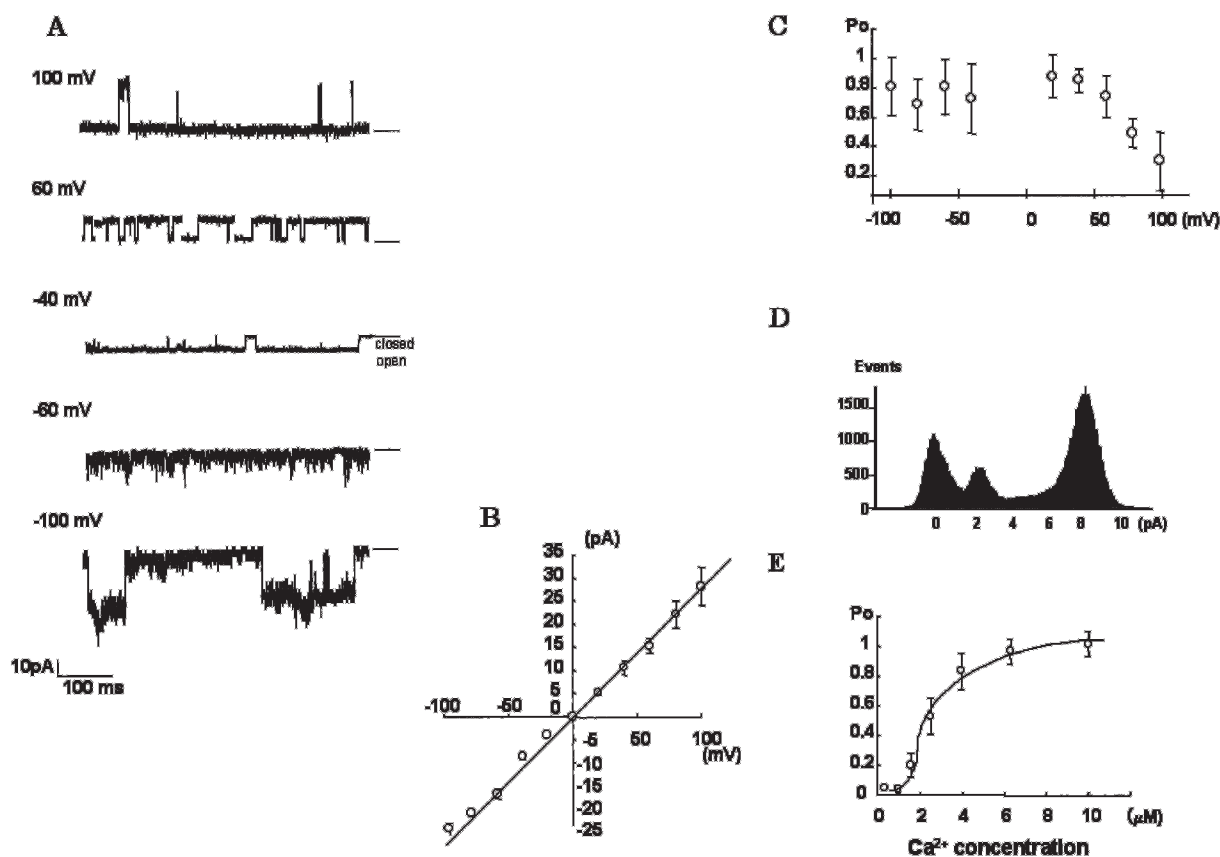 A
100 mV
60 mV
-40 mV
closed
open
-60 mV
-100 mV
10pA
100 ms
B
(pA)
35
30
25
20
15
10
5
0
-100
-50
50
100
(mV)
-5
-10
-15
-20
-25
C
Po
1
0.8
0.6
0.4
0.2
-100
-50
0
50
100 (mV)
D
Events
1500
1000
500
0
0
2
4
6
8
10
(pA)
E
Po
1
0.8
0.6
0.4
0.2
0
0
2
4
6
8
10
(µM)
Ca²⁺ concentration